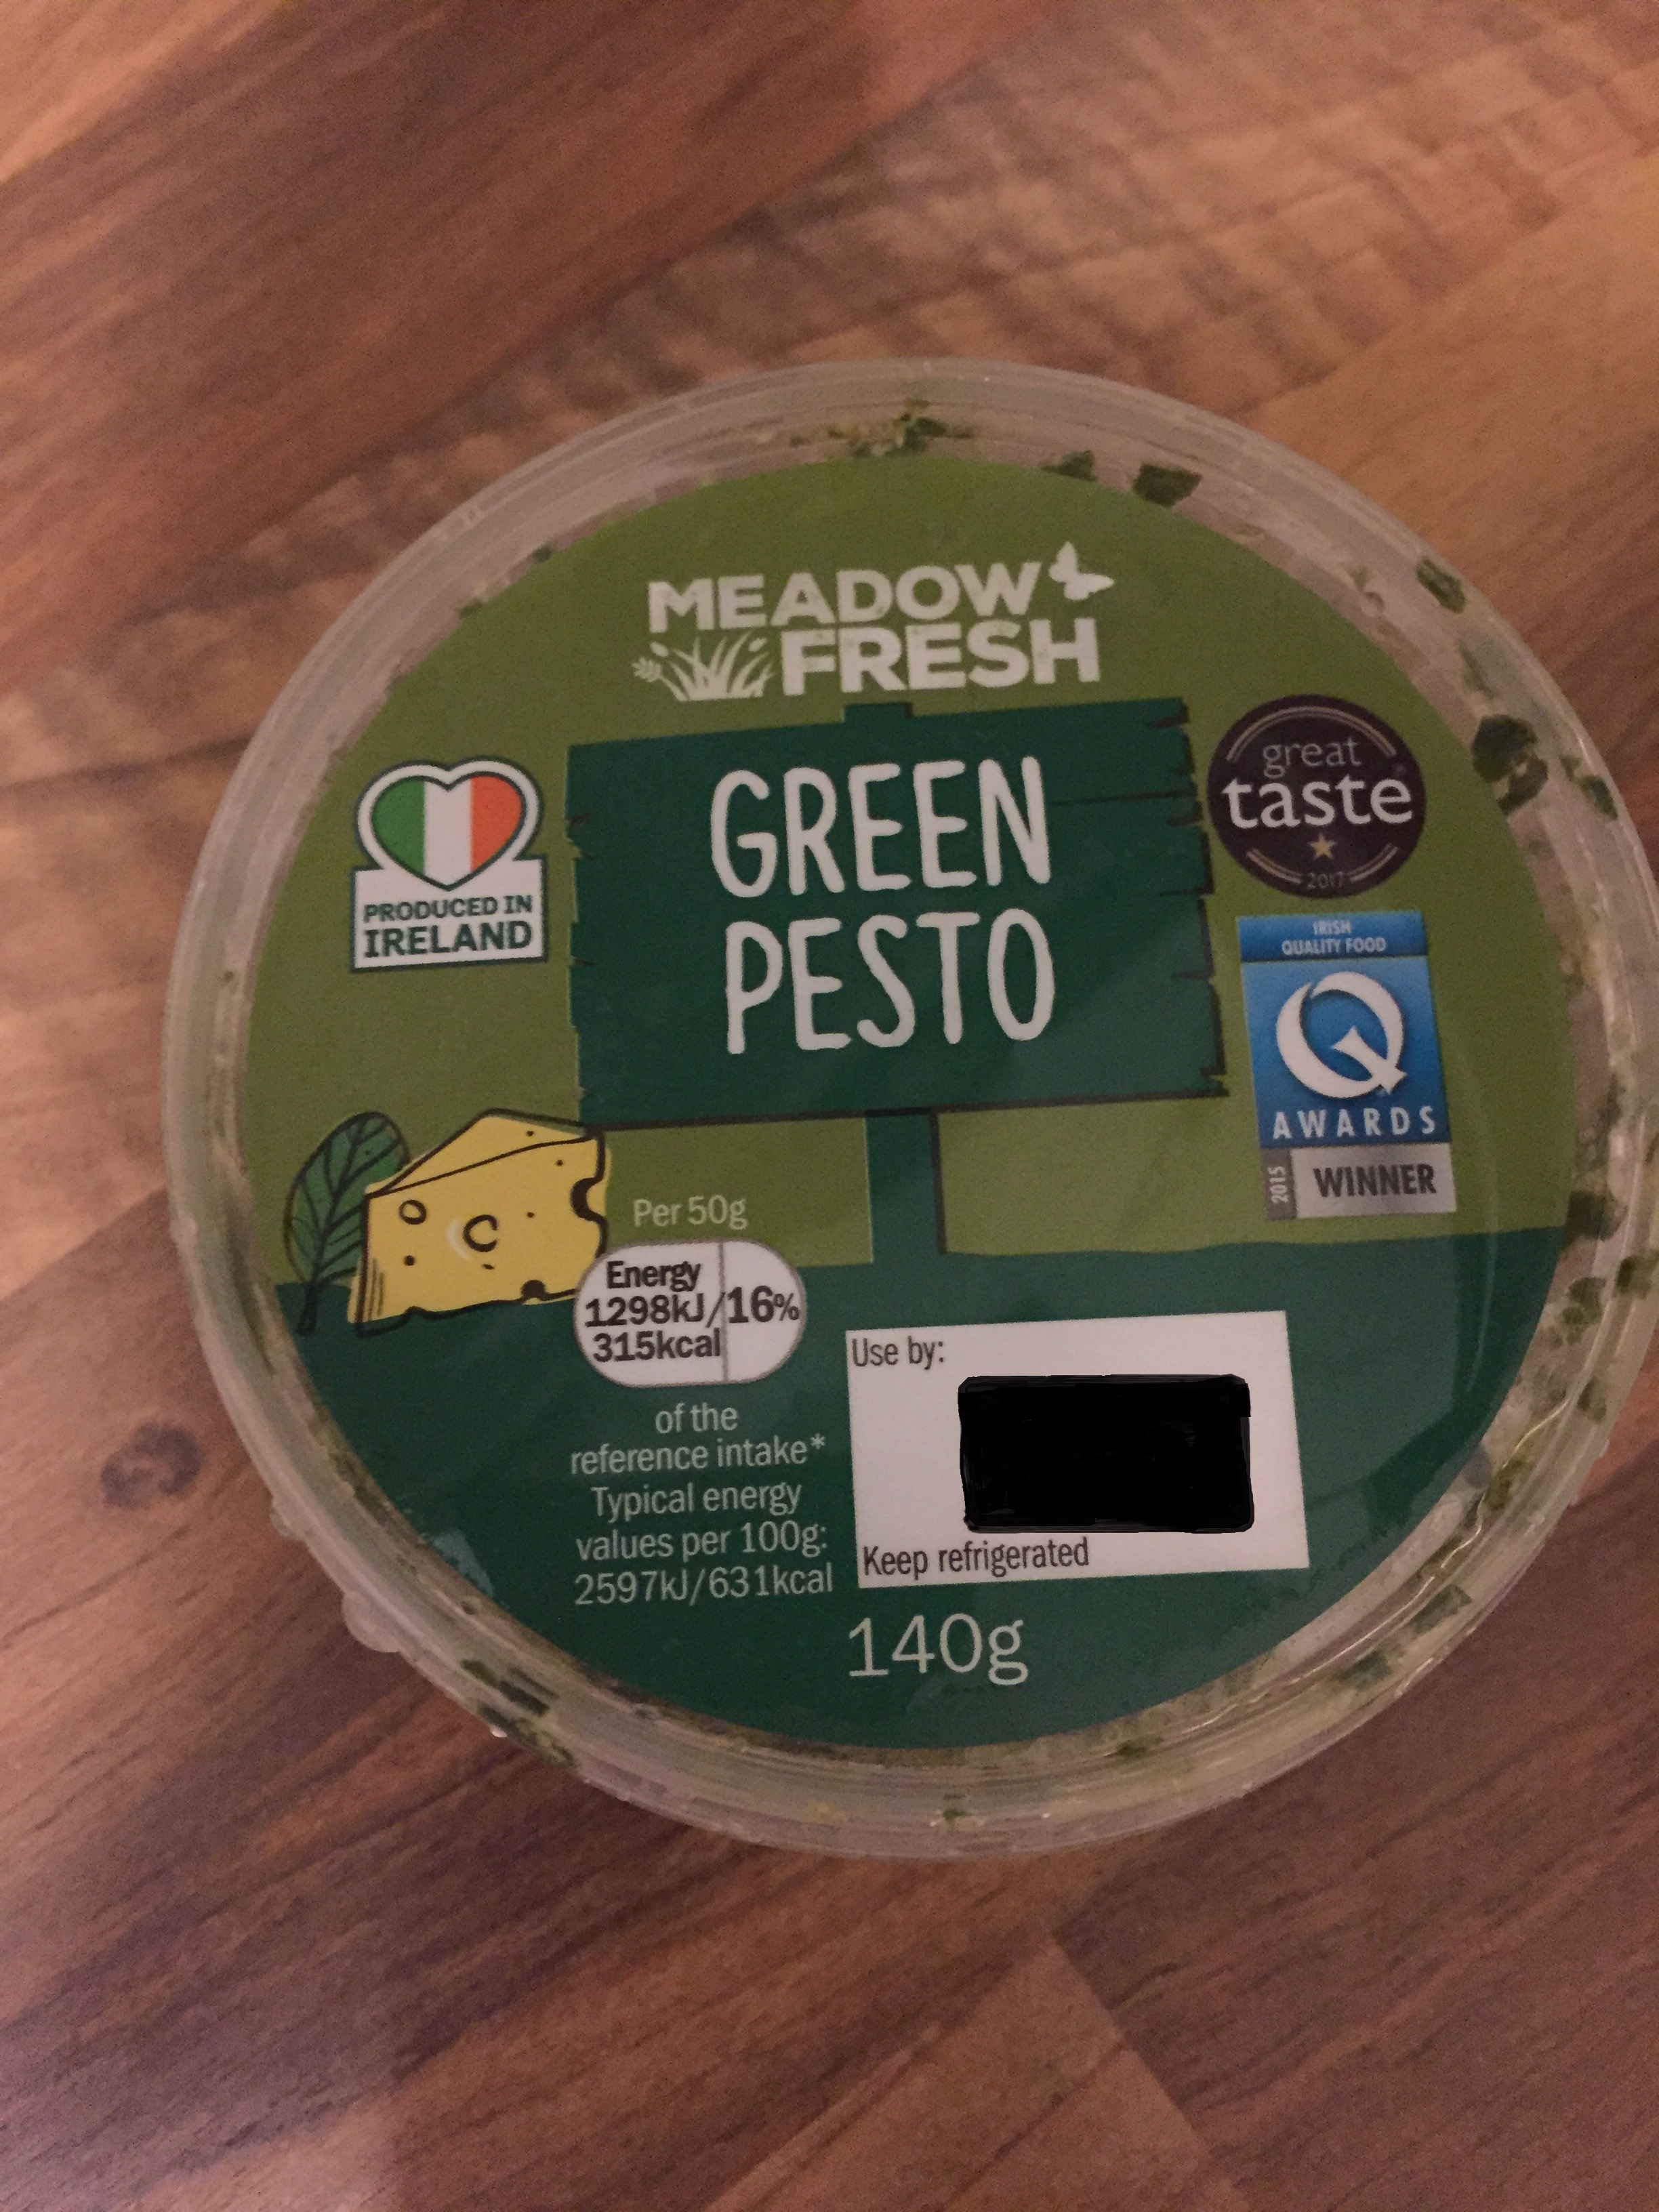 MEADOW
FRESH
GREEN
PESTO
PRODUCED IN
IRELAND
great
taste
2017
IRISH
QUALITY FOOD
Q
AWARDS
2015 WINNER
Per 50g
Energy
1298kJ/ 16%
315kcal
of the
reference intake*
Typical energy
values per 100g:
2597kJ/631kcal
Use by:
Keep refrigerated
140g